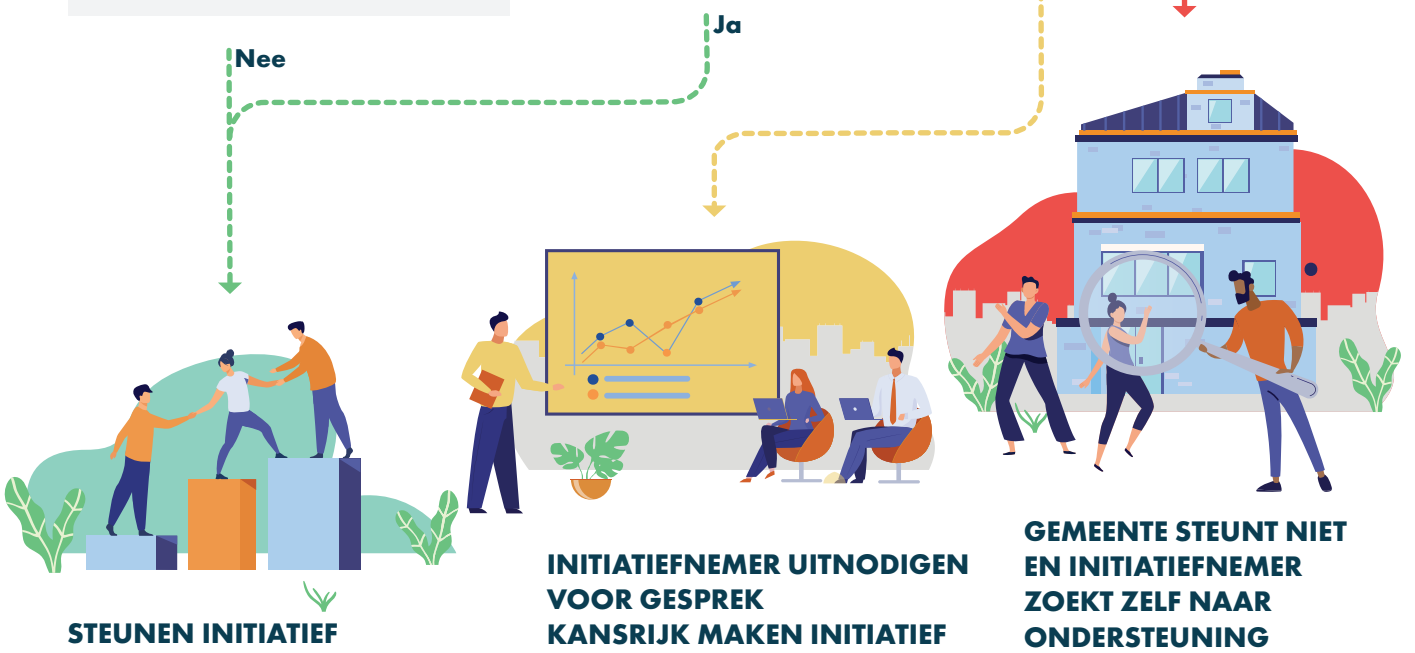 Ja
Nee
STEUNEN INITIATIEF
INITIATIEFNEMER UITNODIGEN
VOOR GESPREK
KANSRIJK MAKEN INITIATIEF
GEMEENTE STEUNT NIET
EN INITIATIEFNEMER
ZOEKT ZELF NAAR
ONDERSTEUNING